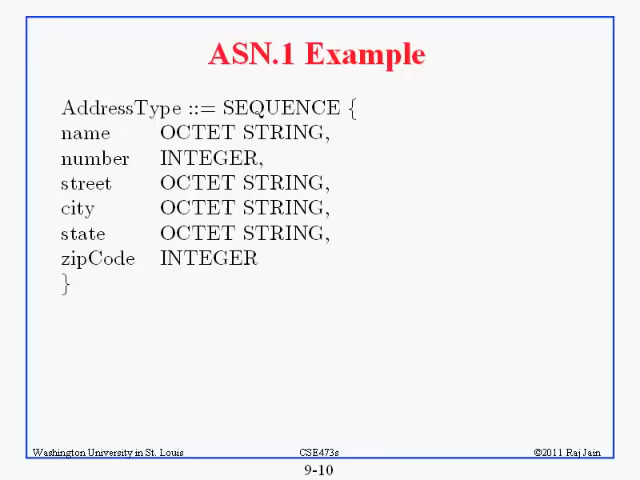 ASN.1 Example
AddressType ::= SEQUENCE {
name OCTET STRING,
number INTEGER,
street OCTET STRING,
city OCTET STRING,
state OCTET STRING,
zipCode INTEGER
}
Washington University in St. Louis CSE473s ©2011 Raj Jain
9-10